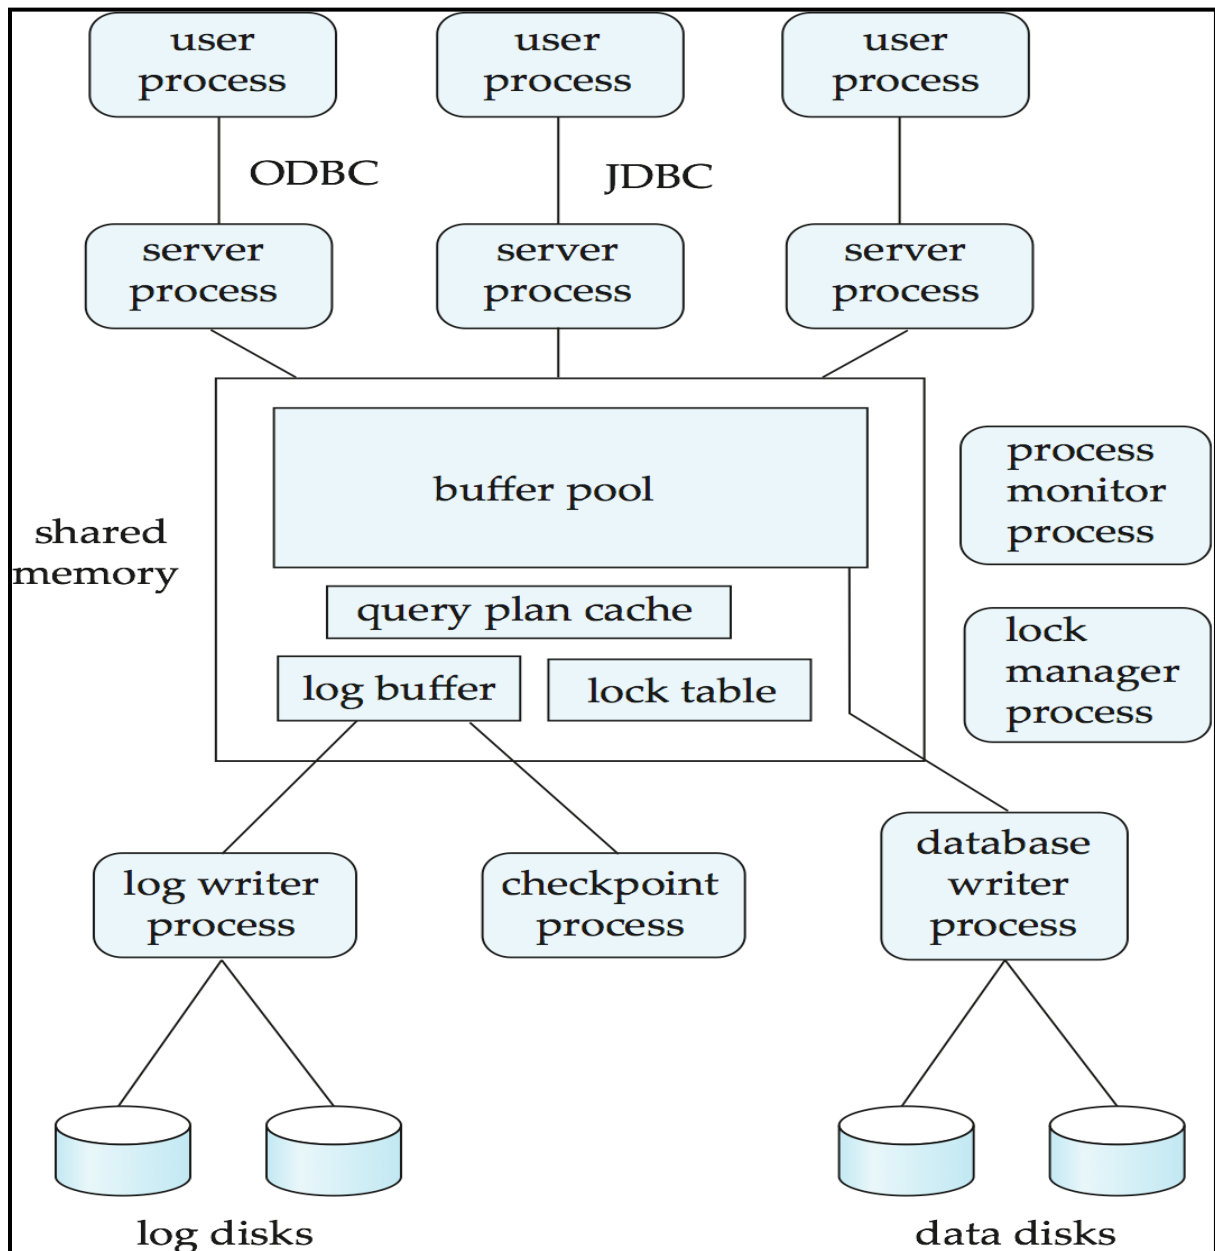 user
process
user
process
user
process
ODBC
JDBC
server
process
server
process
server
process
shared
memory
buffer pool
query plan cache
log buffer
lock table
process
monitor
process
lock
manager
process
log writer
process
checkpoint
process
database
writer
process
log disks
data disks